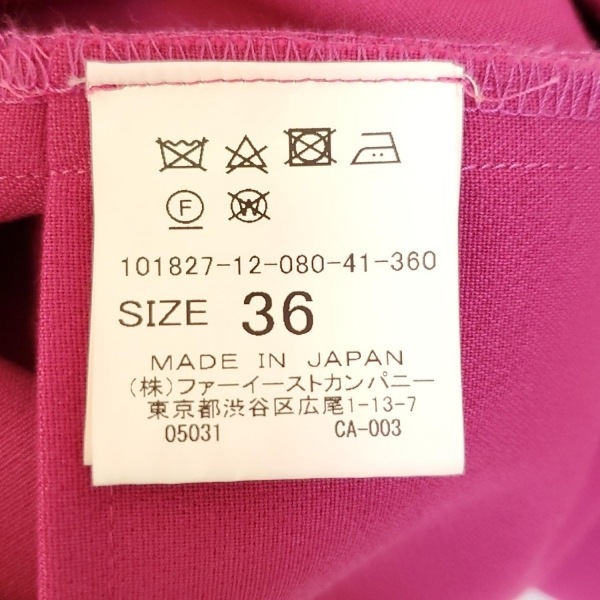 F W
101827-12-080-41-360
SIZE 36
MADE IN JAPAN
(株)ファーイーストカンパニー
東京都渋谷区広尾1-13-7
05031 CA-003